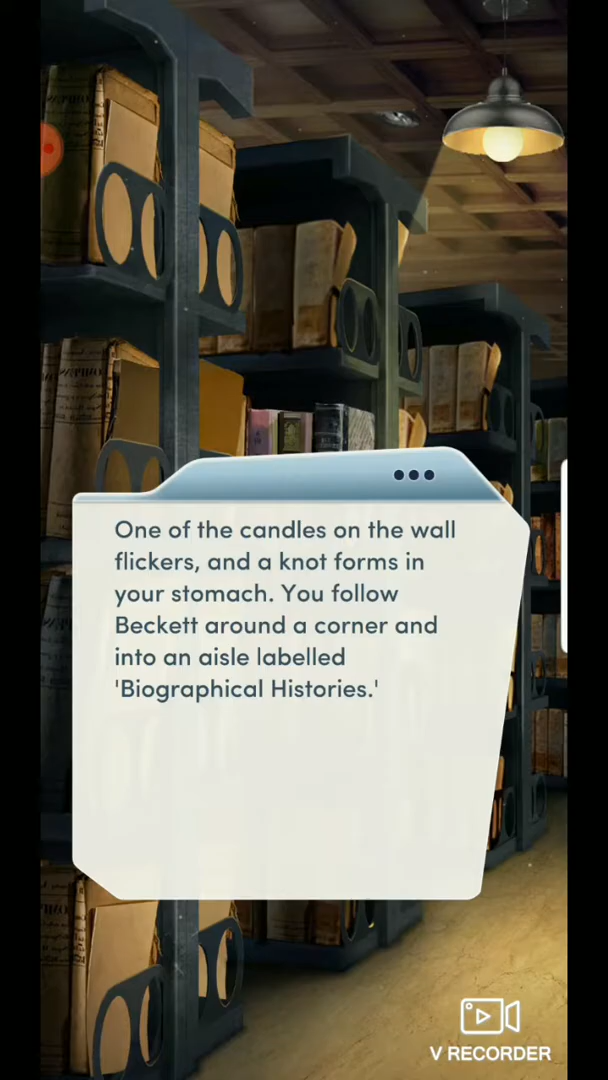 One of the candles on the wall
flickers, and a knot forms in
your stomach. You follow
Beckett around a corner and
into an aisle labelled
'Biographical Histories.'
V RECORDER